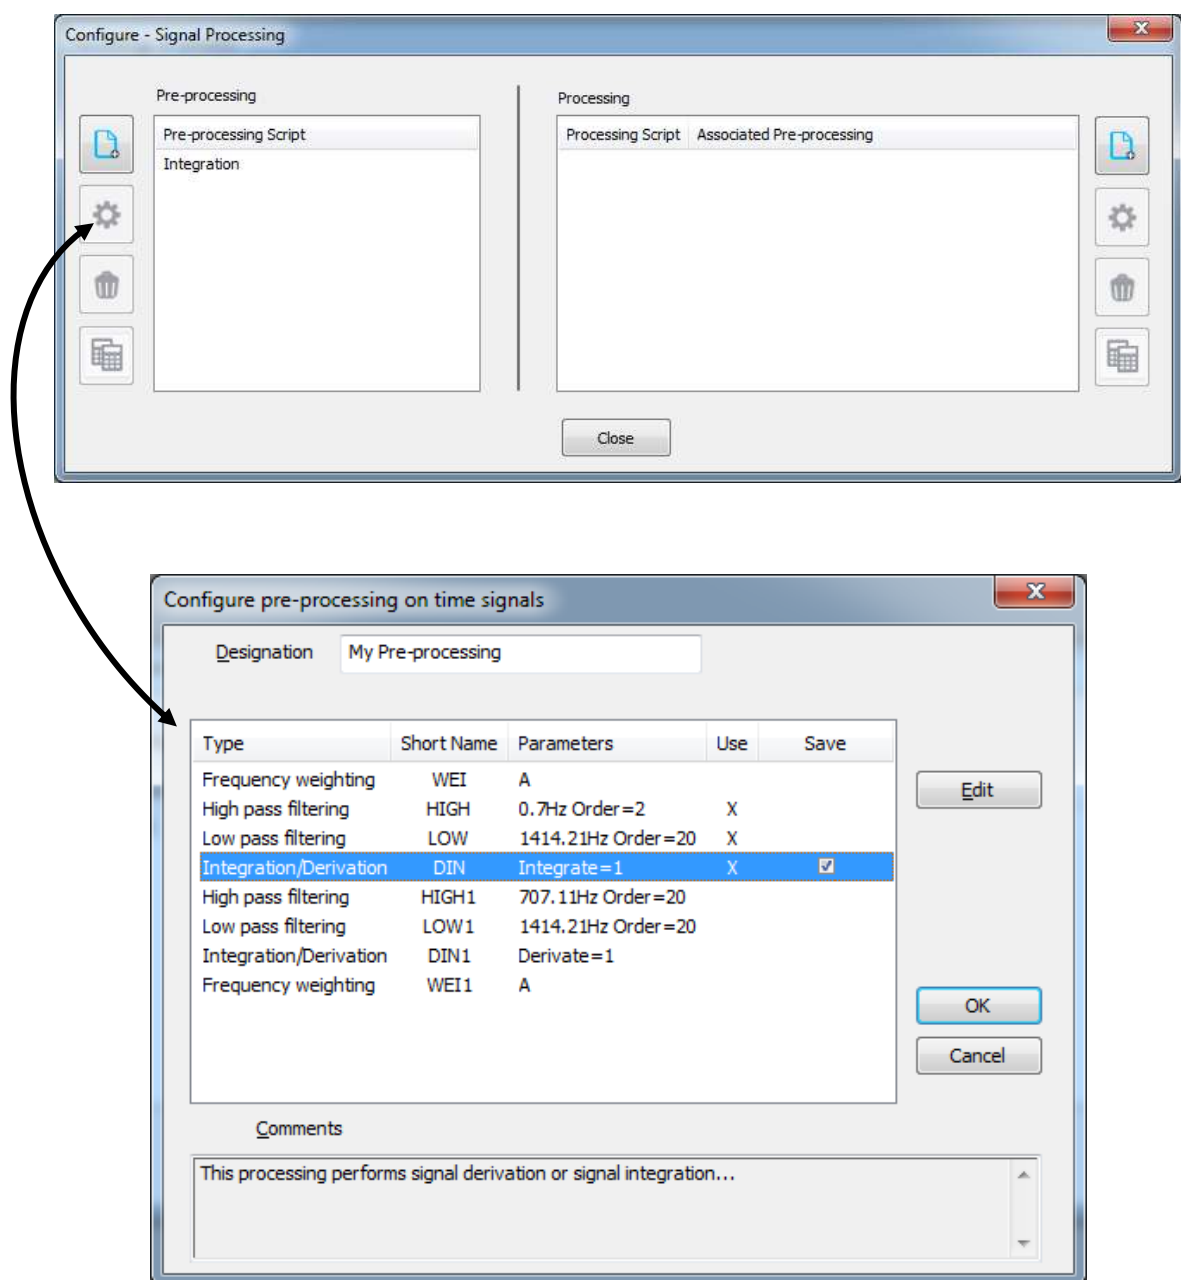 Configure - Signal Processing
Pre-processing
Processing
Pre-processing Script
Processing Script Associated Pre-processing
Integration
Close
Configure pre-processing on time signals
Designation My Pre-processing
Type Short Name Parameters Use Save
Frequency weighting WEI A
High pass filtering HIGH 0.7Hz Order=2 X
Low pass filtering LOW 1414.21Hz Order=20 X
Integration/Derivation DIN Integrate=1 X
High pass filtering HIGH1 707.11Hz Order=20
Low pass filtering LOW1 1414.21Hz Order=20
Integration/Derivation DIN1 Derivate=1
Frequency weighting WEI1 A
Edit
OK
Cancel
Comments
This processing performs signal derivation or signal integration...